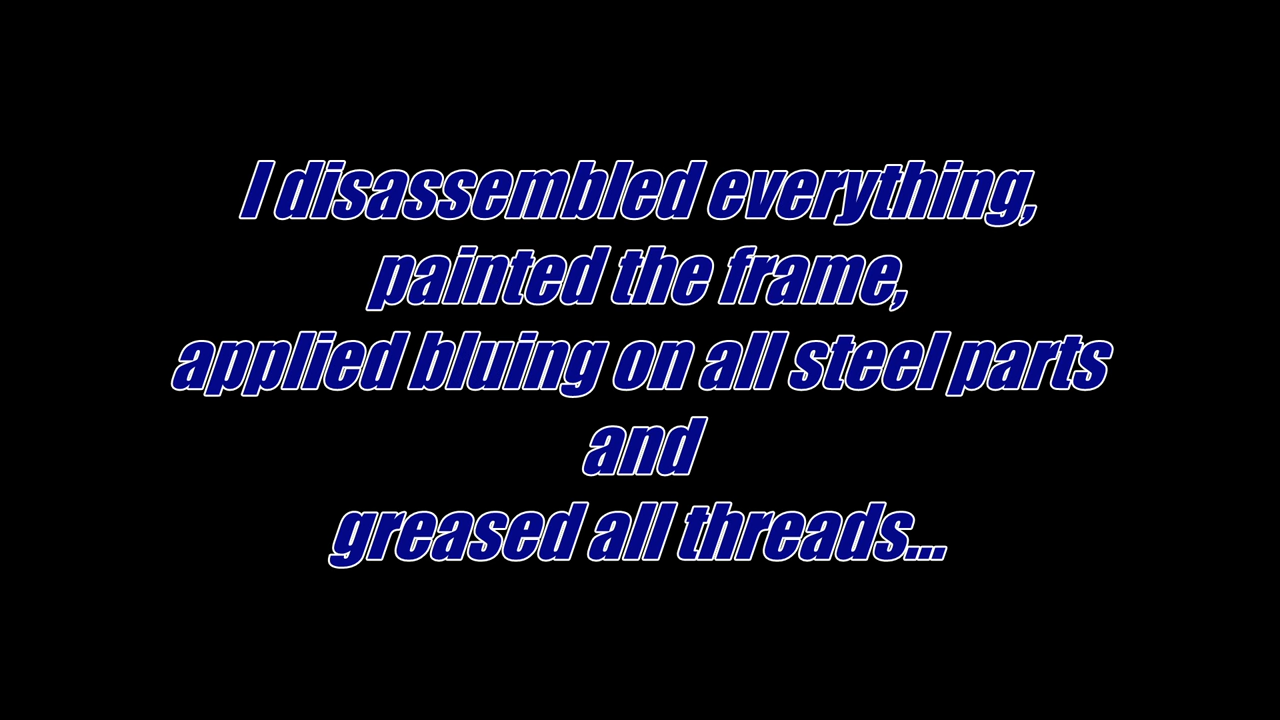 I disassembled everything,
painted the frame,
applied bluing on all steel parts
and
greased all threads...